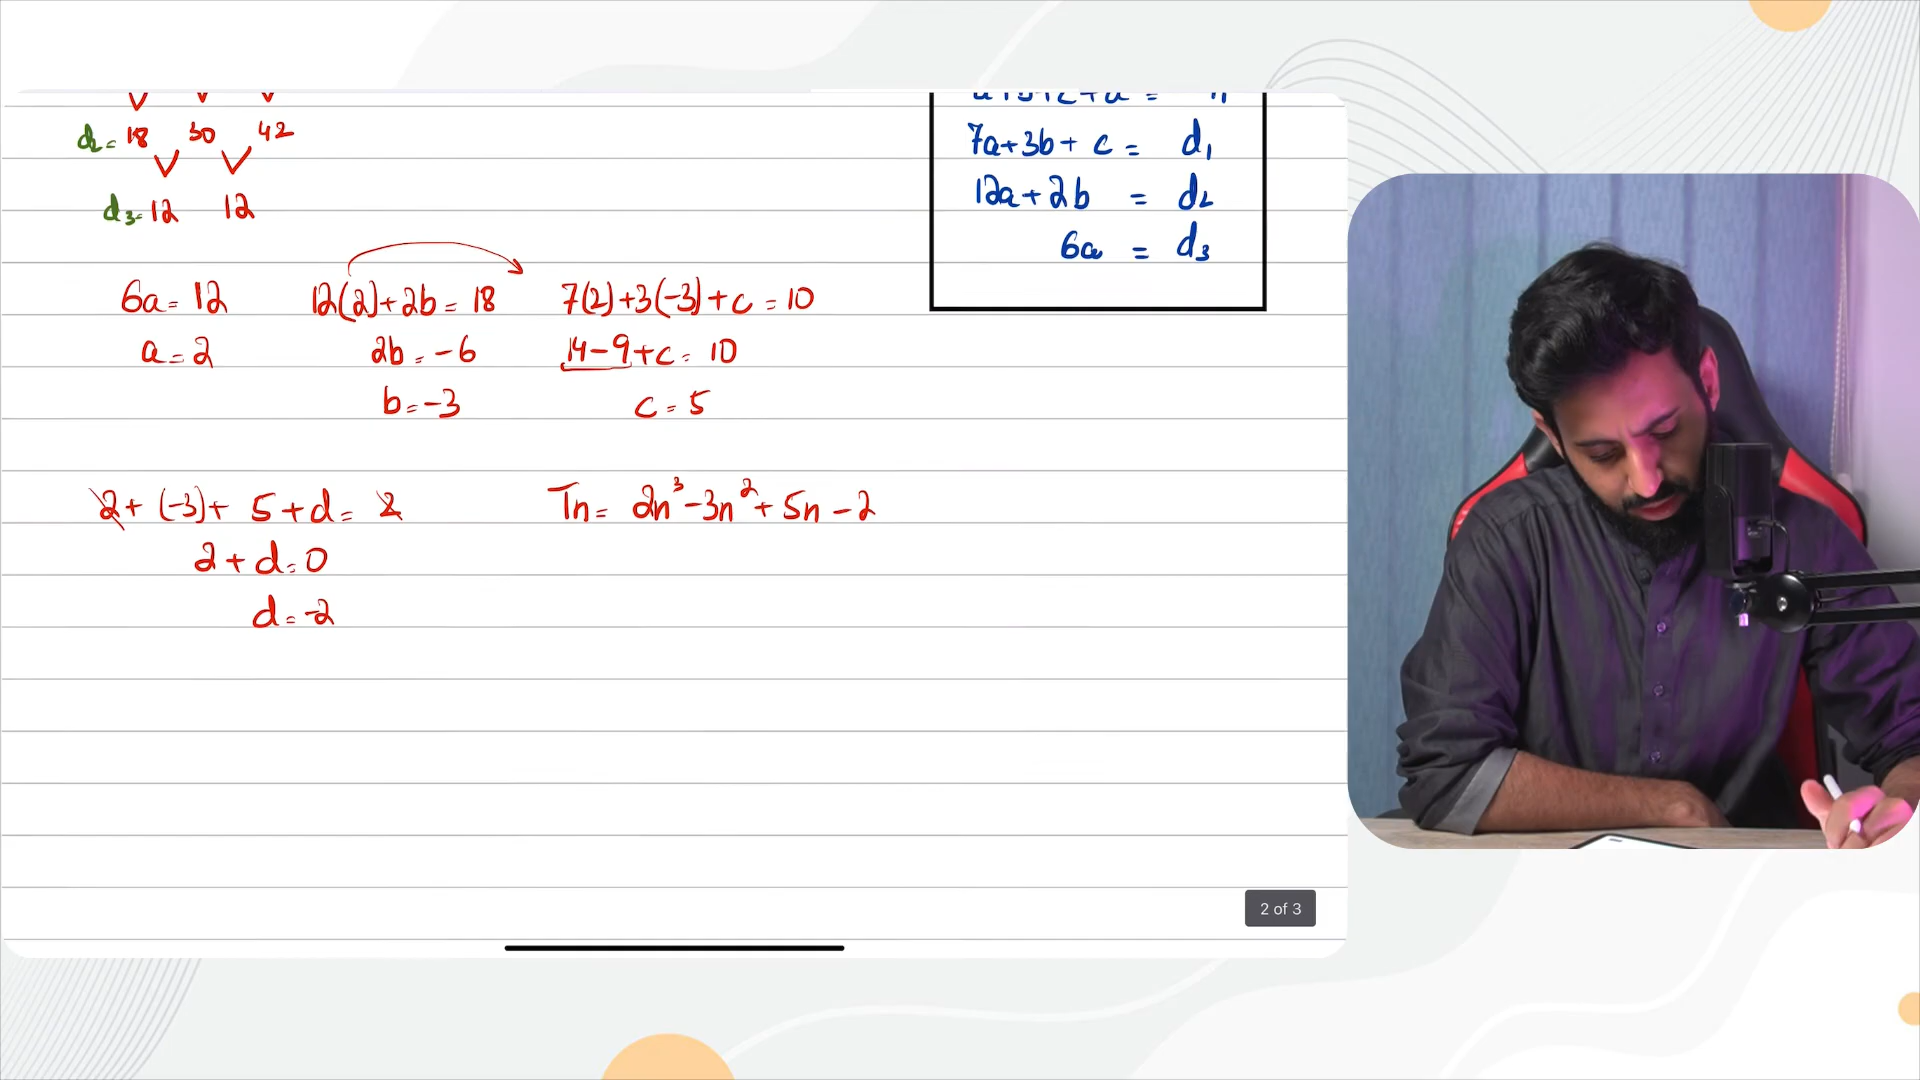 d₂ = 18 30 42
d₃ = 12 12
7a+3b+ c = d₁
12a+2b = d₂
6a = d₃
6a = 12
a = 2
12(2)+2b = 18
2b = -6
b = -3
7(2)+3(-3)+c = 10
14-9+c = 10
c = 5
2+ (-3)+ 5+d = 2
2+d = 0
d = -2
Tn = 2n³-3n²+5n-2
2 of 3